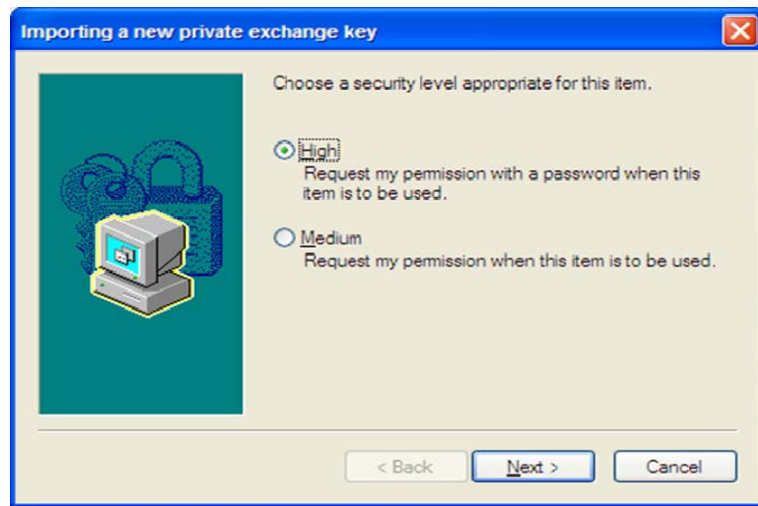 Importing a new private exchange key
Choose a security level appropriate for this item.
High
Request my permission with a password when this
item is to be used.
Medium
Request my permission when this item is to be used.
< Back
Next >
Cancel